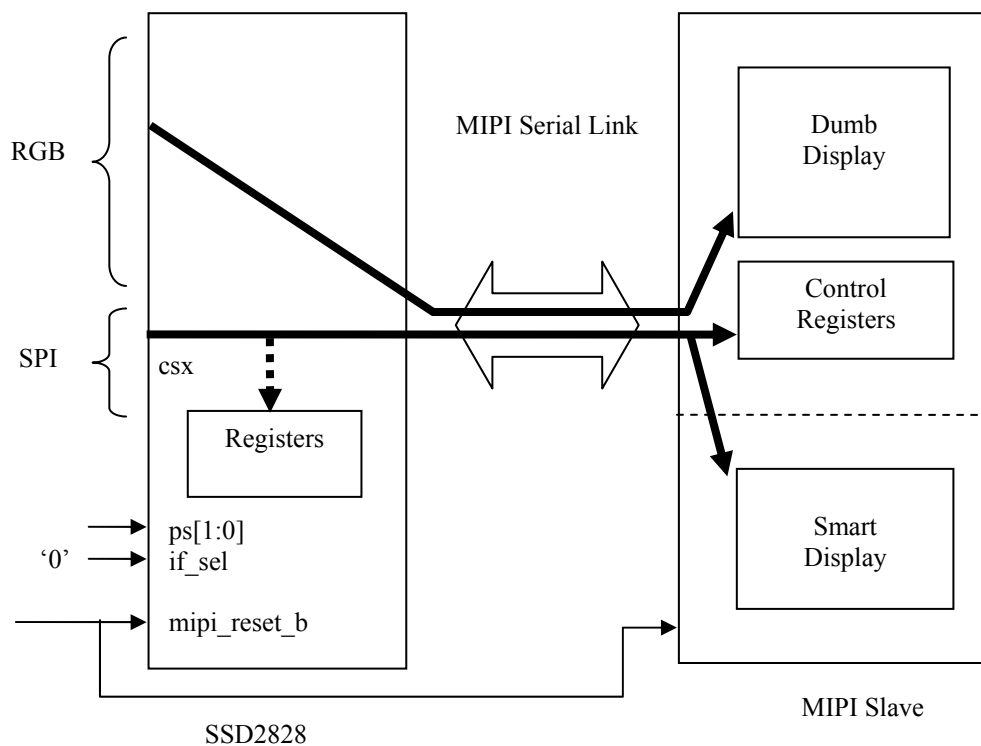 RGB
MIPI Serial Link
Dumb
Display
Control
Registers
SPI
csx
Registers
ps[1:0]
‘0’
if_sel
Smart
Display
mipi_reset_b
MIPI Slave
SSD2828